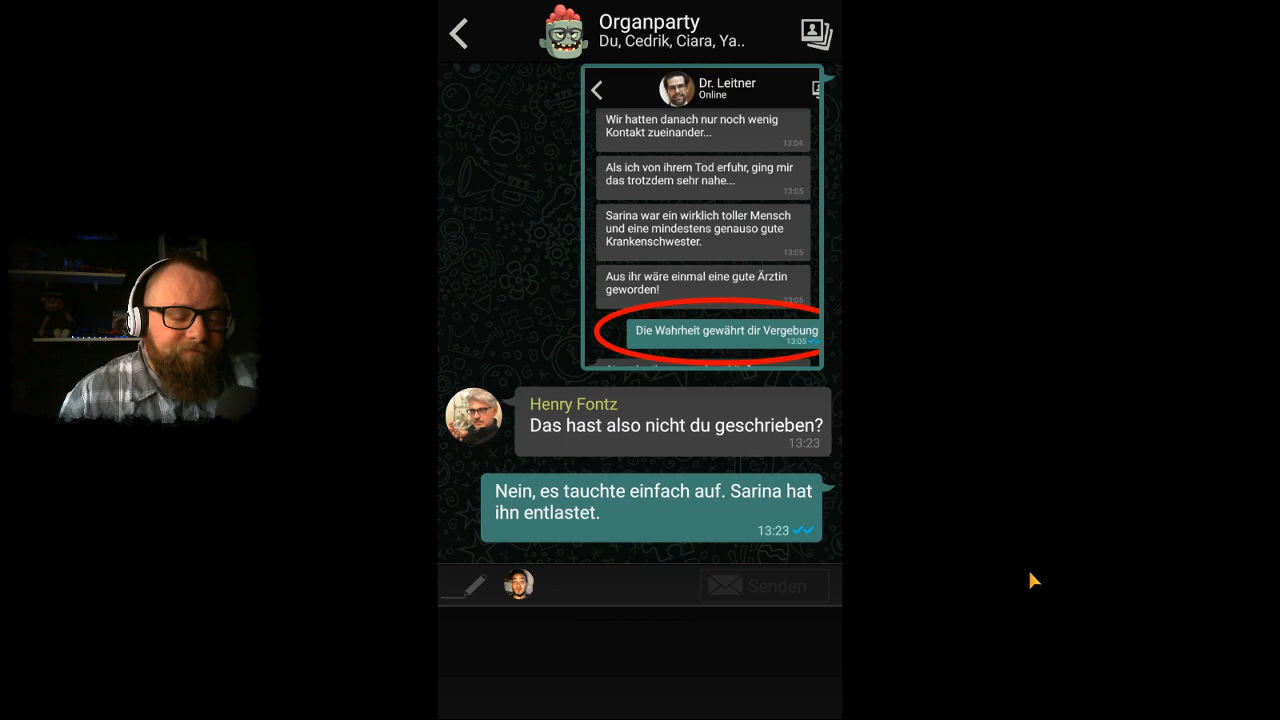 Organparty
Du, Cedrik, Ciara, Ya..
Dr. Leitner
Online
Wir hatten danach nur noch wenig
Kontakt zueinander...
13:04
Als ich von ihrem Tod erfuhr, ging mir
das trotzdem sehr nahe...
13:05
Sarina war ein wirklich toller Mensch
und eine mindestens genauso gute
Krankenschwester.
13:05
Aus ihr wäre einmal eine gute Ärztin
geworden!
13:05
Die Wahrheit gewährt dir Vergebung
13:05
Henry Fontz
Das hast also nicht du geschrieben?
13:23
Nein, es tauchte einfach auf. Sarina hat
ihn entlastet.
13:23
Senden